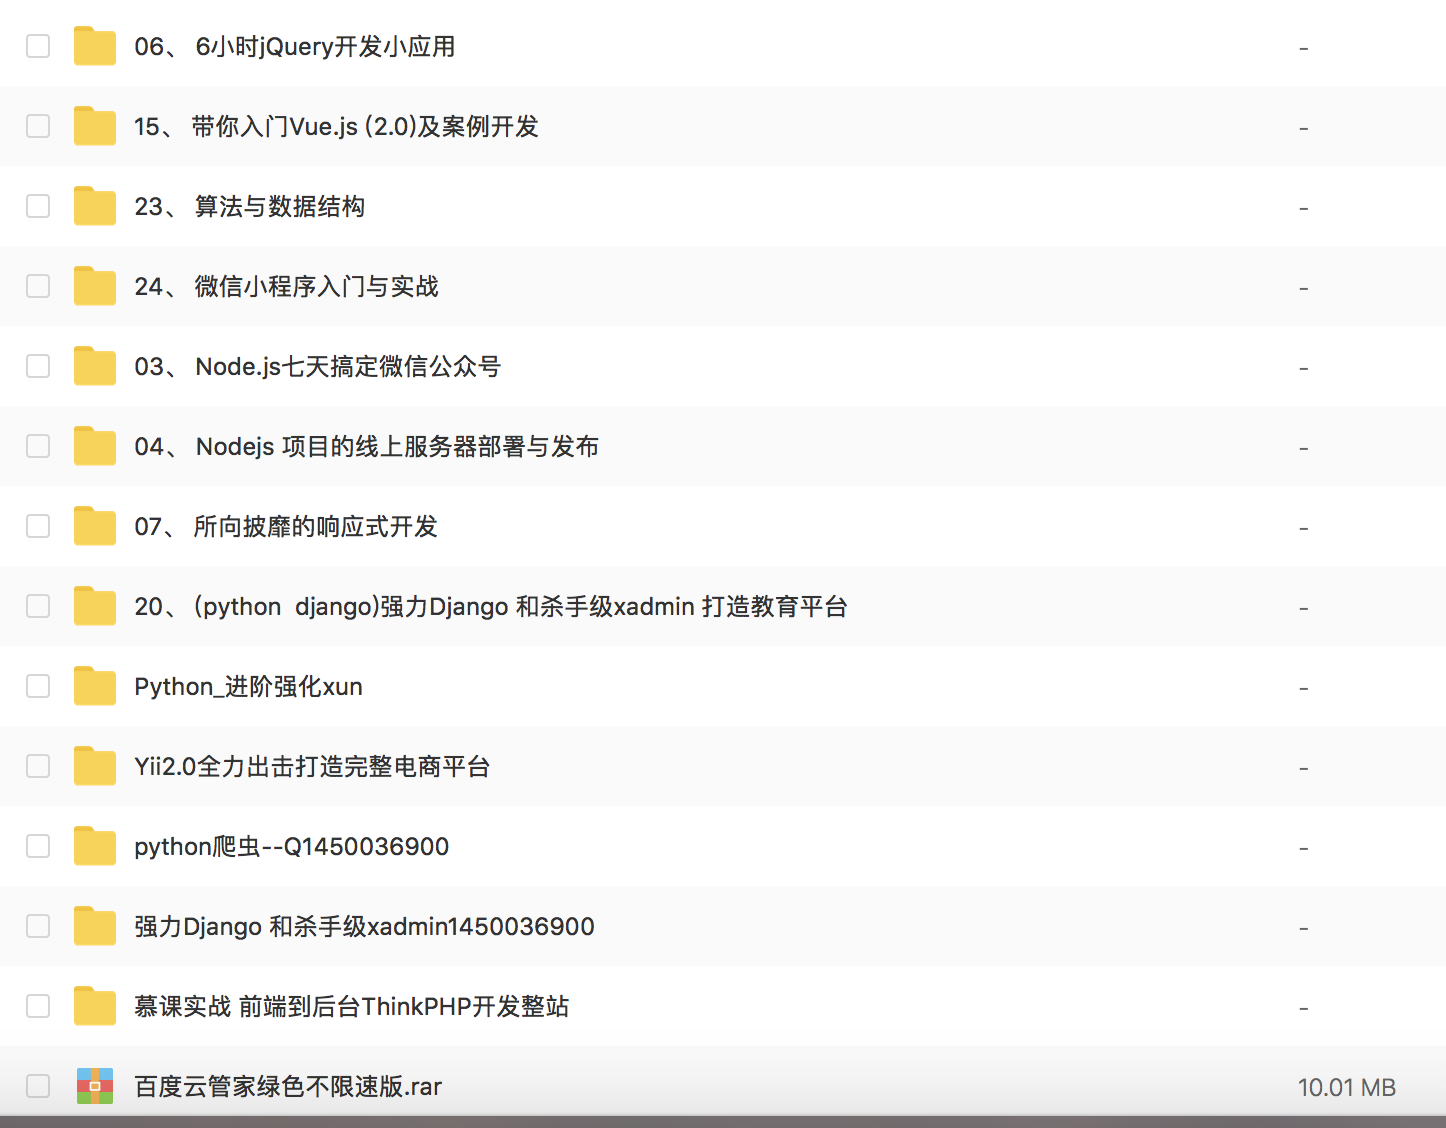 06、 6小时jQuery开发小应用 -
15、 带你入门Vue.js (2.0)及案例开发 -
23、 算法与数据结构 -
24、 微信小程序入门与实战 -
03、 Node.js七天搞定微信公众号 -
04、 Nodejs 项目的线上服务器部署与发布 -
07、 所向披靡的响应式开发 -
20、 (python  django)强力Django 和杀手级xadmin 打造教育平台 -
Python_进阶强化xun -
Yii2.0全力出击打造完整电商平台 -
python爬虫--Q1450036900 -
强力Django 和杀手级xadmin1450036900 -
慕课实战 前端到后台ThinkPHP开发整站 -
百度云管家绿色不限速版.rar 10.01 MB